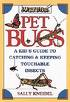 PET
BUGS
A KID'S GUIDE TO
CATCHING & KEEPING
TOUCHABLE
INSECTS
SALLY KNEIDEL